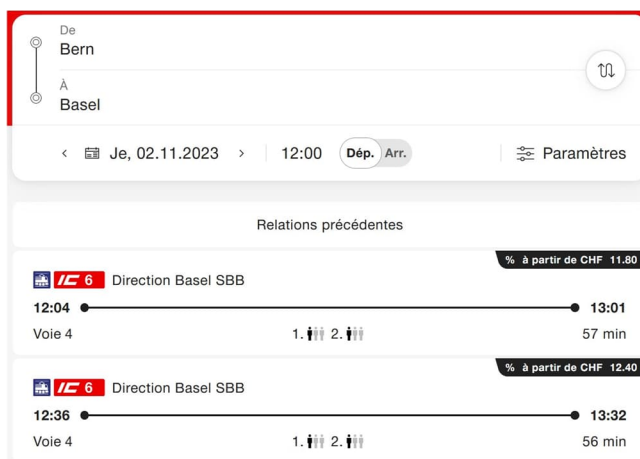 De
Bern
À
Basel
Je, 02.11.2023 12:00 Dép. Arr. Paramètres
Relations précédentes
% à partir de CHF 11.80
IC 6 Direction Basel SBB
12:04 13:01
Voie 4 1. 2. 57 min
% à partir de CHF 12.40
IC 6 Direction Basel SBB
12:36 13:32
Voie 4 1. 2. 56 min